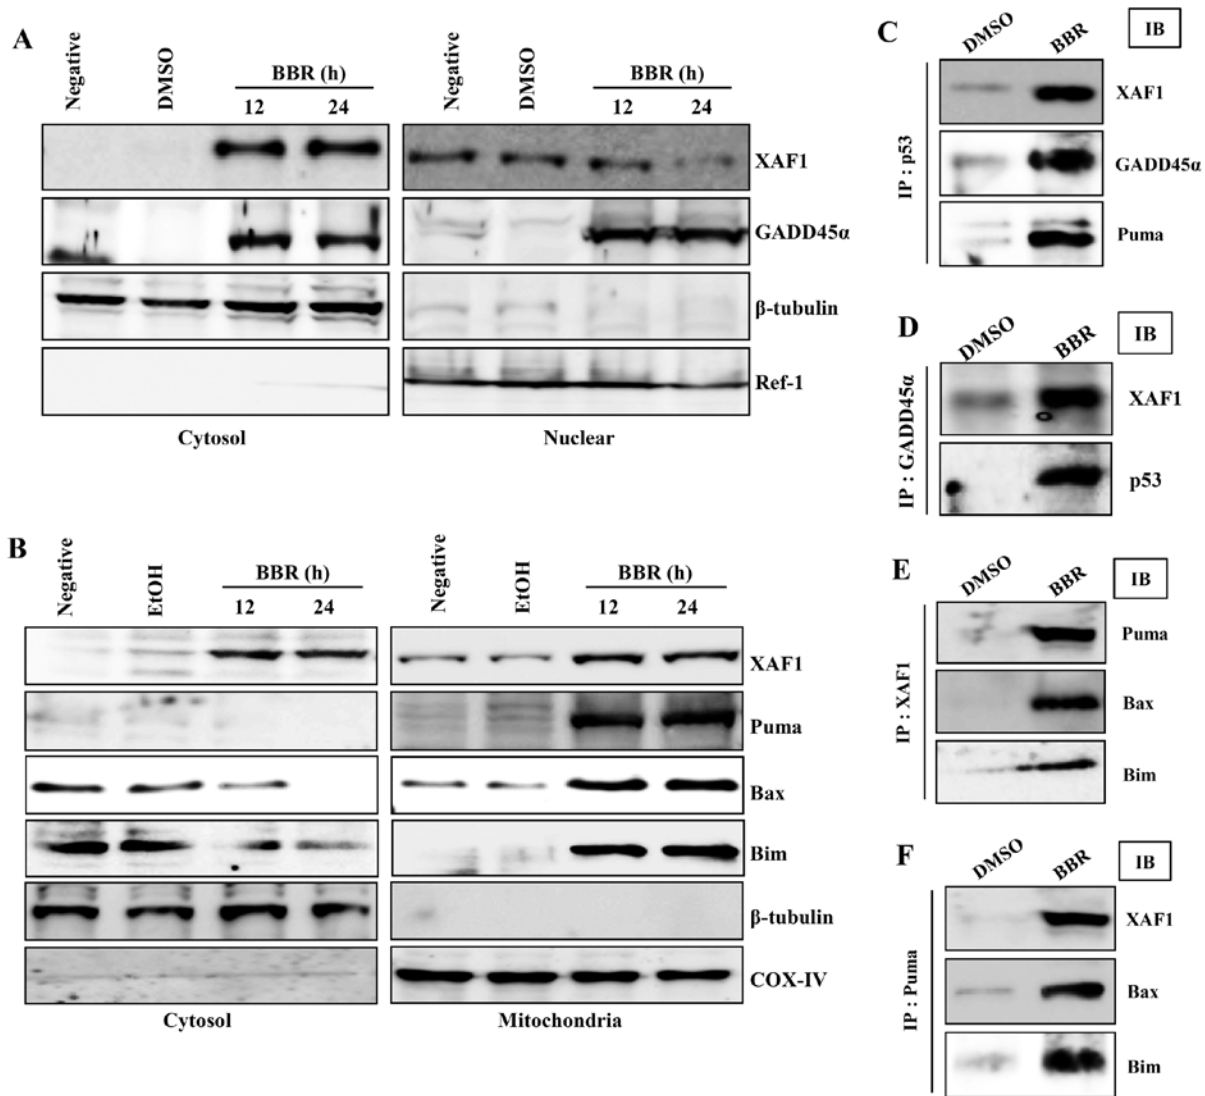 A
Negative
DMSO
BBR (h)
12
24
Negative
DMSO
BBR (h)
12
24
XAF1
GADD45α
β-tubulin
Ref-1
Cytosol
Nuclear
B
Negative
EtOH
BBR (h)
12
24
Negative
EtOH
BBR (h)
12
24
XAF1
Puma
Bax
Bim
β-tubulin
COX-IV
Cytosol
Mitochondria
C
DMSO
BBR
IB
IP : p53
XAF1
GADD45α
Puma
D
DMSO
BBR
IB
IP : GADD45α
XAF1
p53
E
DMSO
BBR
IB
IP : XAF1
Puma
Bax
Bim
F
DMSO
BBR
IB
IP : Puma
XAF1
Bax
Bim